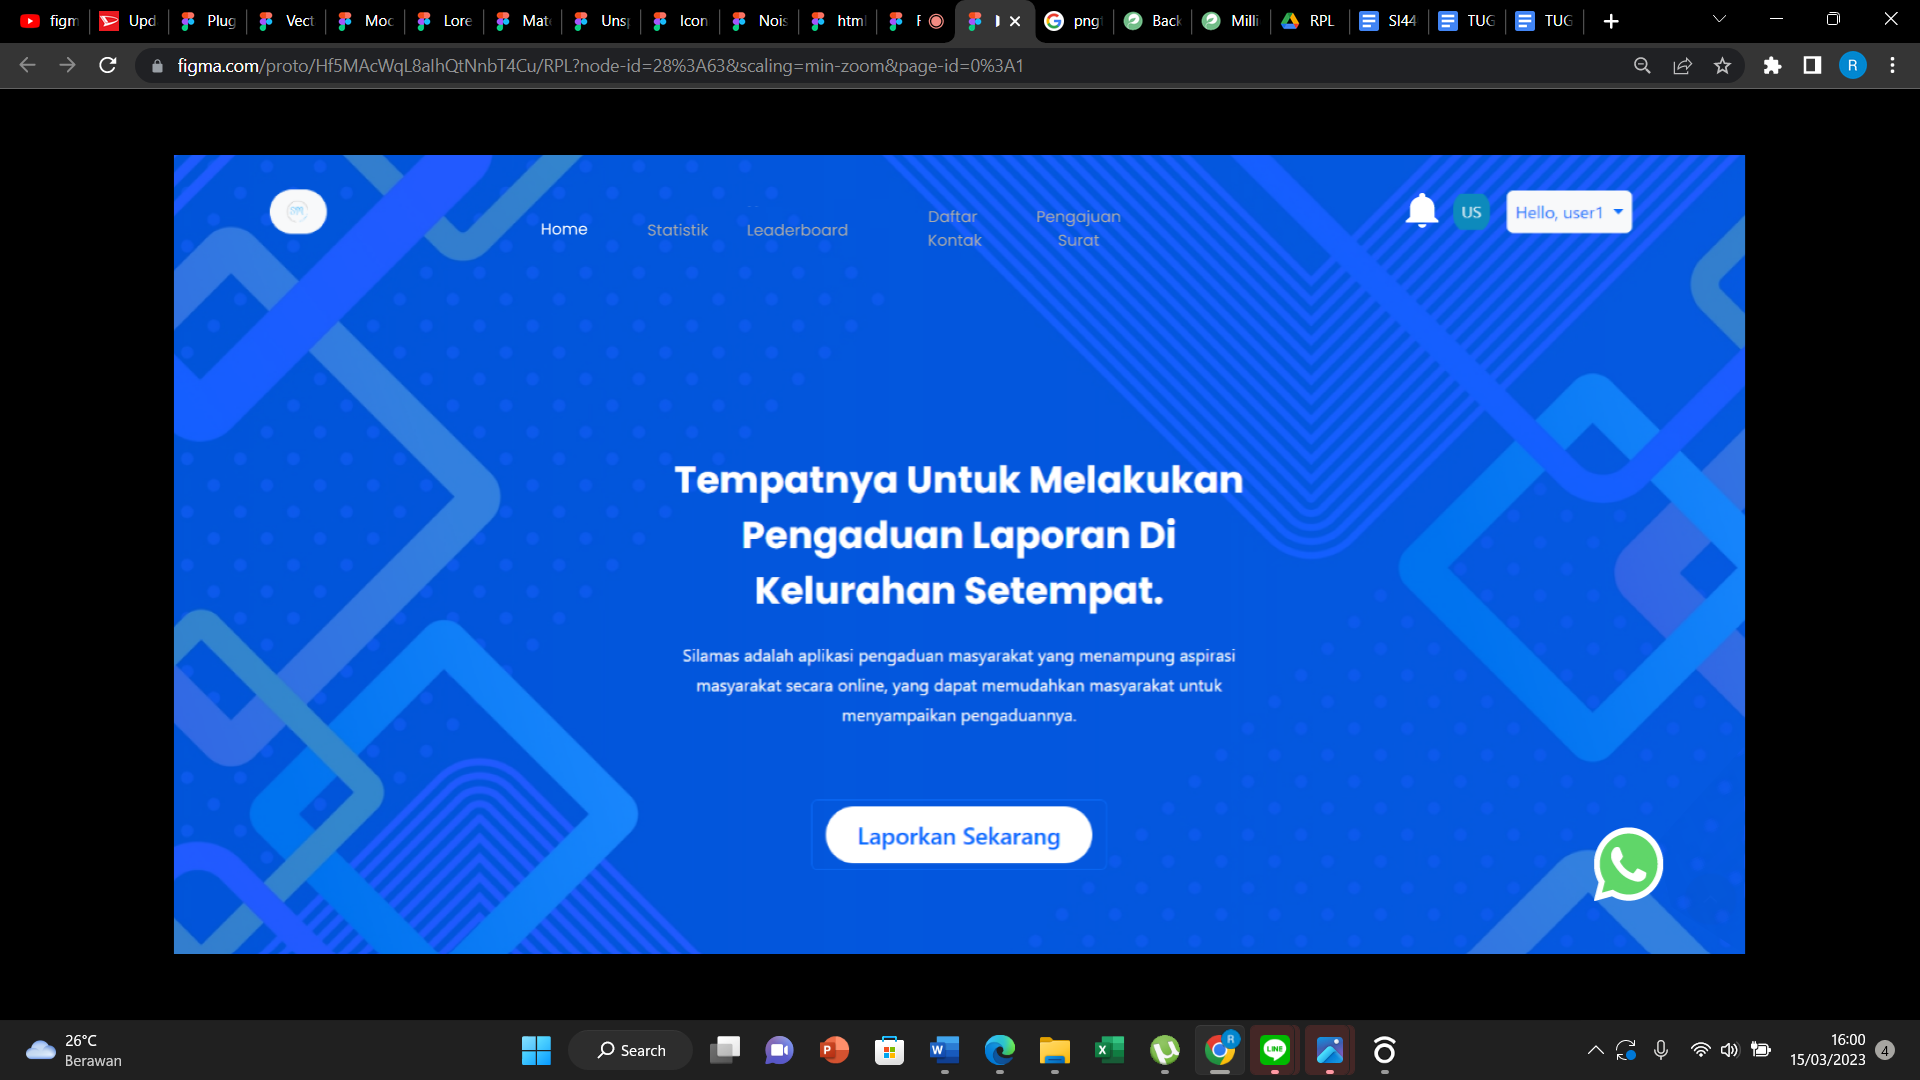 figm
Upd
Plug
Vect
Moc
Lore
Mate
Uns
Icon
Nois
html
png
Back
Milli
RPL
SI44
TUG
TUG
figma.com/proto/Hf5MAcWqL8aIhQtNnbT4Cu/RPL?node-id=28%3A63&scaling=min-zoom&page-id=0%3A1
R
Home
Statistik
Leaderboard
Daftar
Kontak
Pengajuan
Surat
US
Hello, user1
Tempatnya Untuk Melakukan
Pengaduan Laporan Di
Kelurahan Setempat.
Silamas adalah aplikasi pengaduan masyarakat yang menampung aspirasi
masyarakat secara online, yang dapat memudahkan masyarakat untuk
menyampaikan pengaduannya.
Laporkan Sekarang
26°C
Berawan
Search
16:00
15/03/2023
4